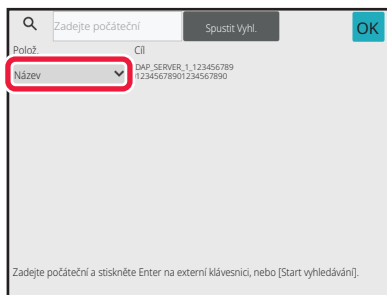 Zadejte počáteční
Spustit Vyhl.
OK
Polož.
Cíl
Název
DAP_SERVER_1_123456789
12345678901234567890
Zadejte počáteční a stiskněte Enter na externí klávesnici, nebo [Start vyhledávání].